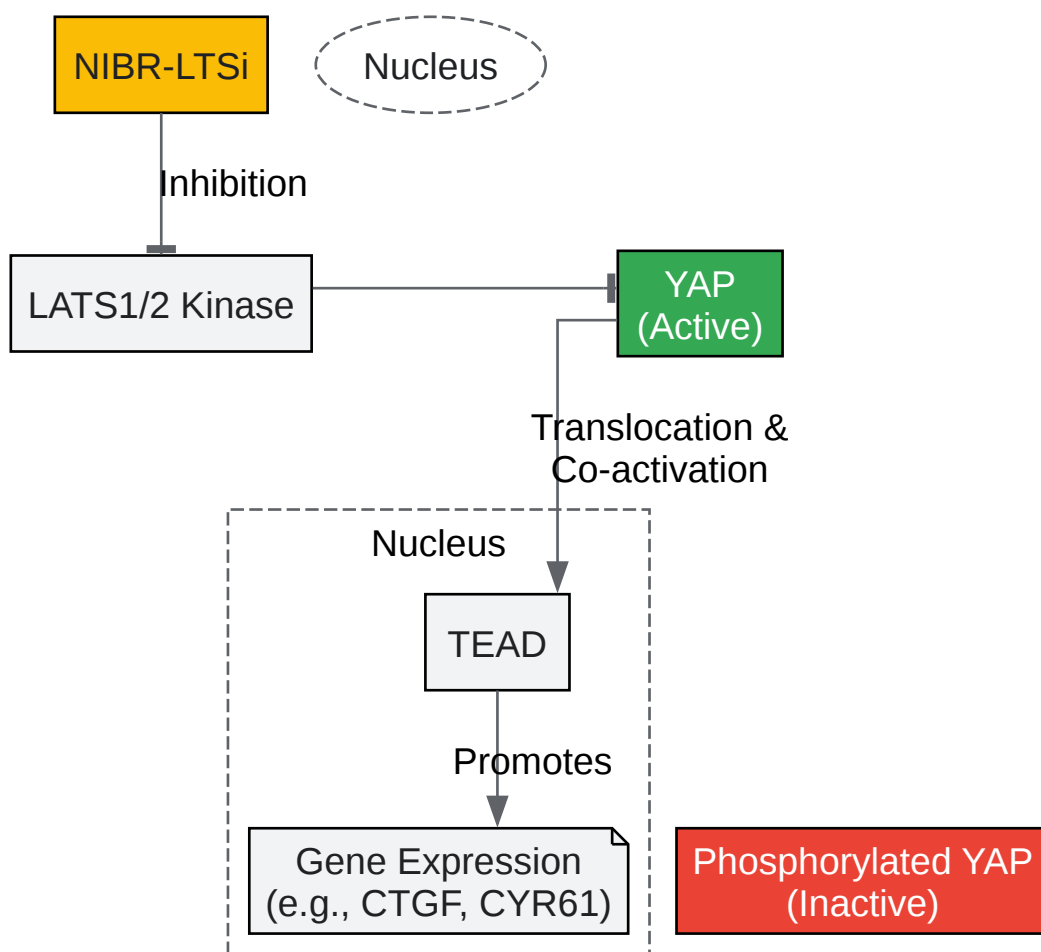 NIBR-LTSi
Nucleus
Inhibition
LATS1/2 Kinase
YAP
(Active)
Translocation &
Co-activation
Nucleus
TEAD
Promotes
Gene Expression
(e.g., CTGF, CYR61)
Phosphorylated YAP
(Inactive)